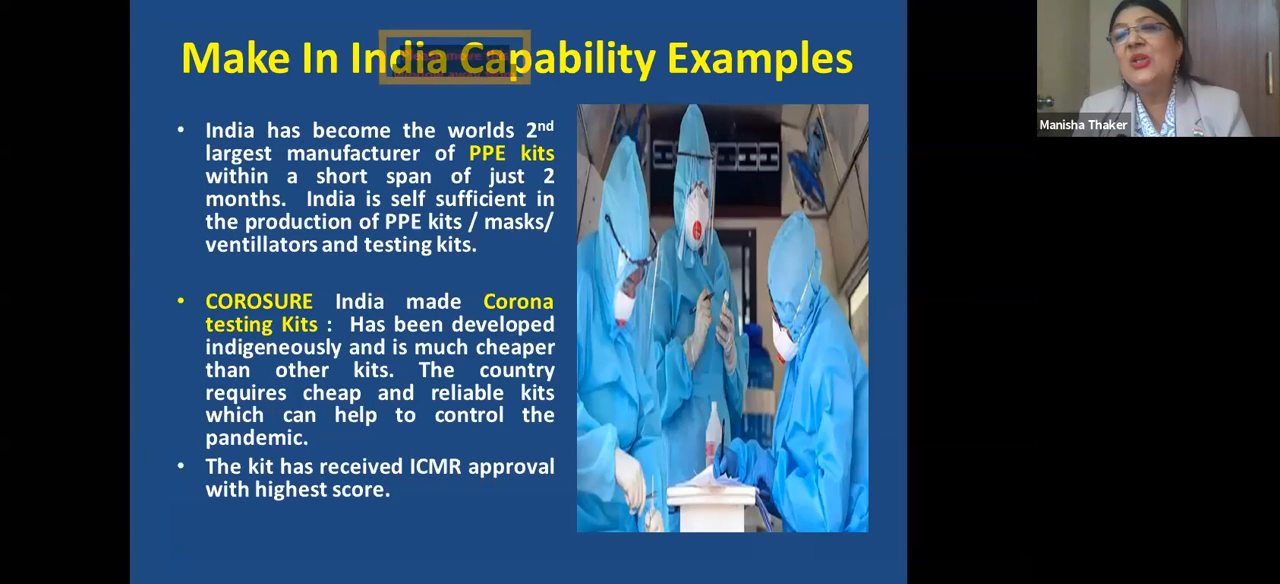 Make In India Capability Examples
• India has become the worlds 2nd
largest manufacturer of PPE kits
within a short span of just 2
months. India is self sufficient in
the production of PPE kits / masks/
ventillators and testing kits.
• COROSURE India made Corona
testing Kits : Has been developed
indigeneously and is much cheaper
than other kits. The country
requires cheap and reliable kits
which can help to control the
pandemic.
• The kit has received ICMR approval
with highest score.
Manisha Thaker